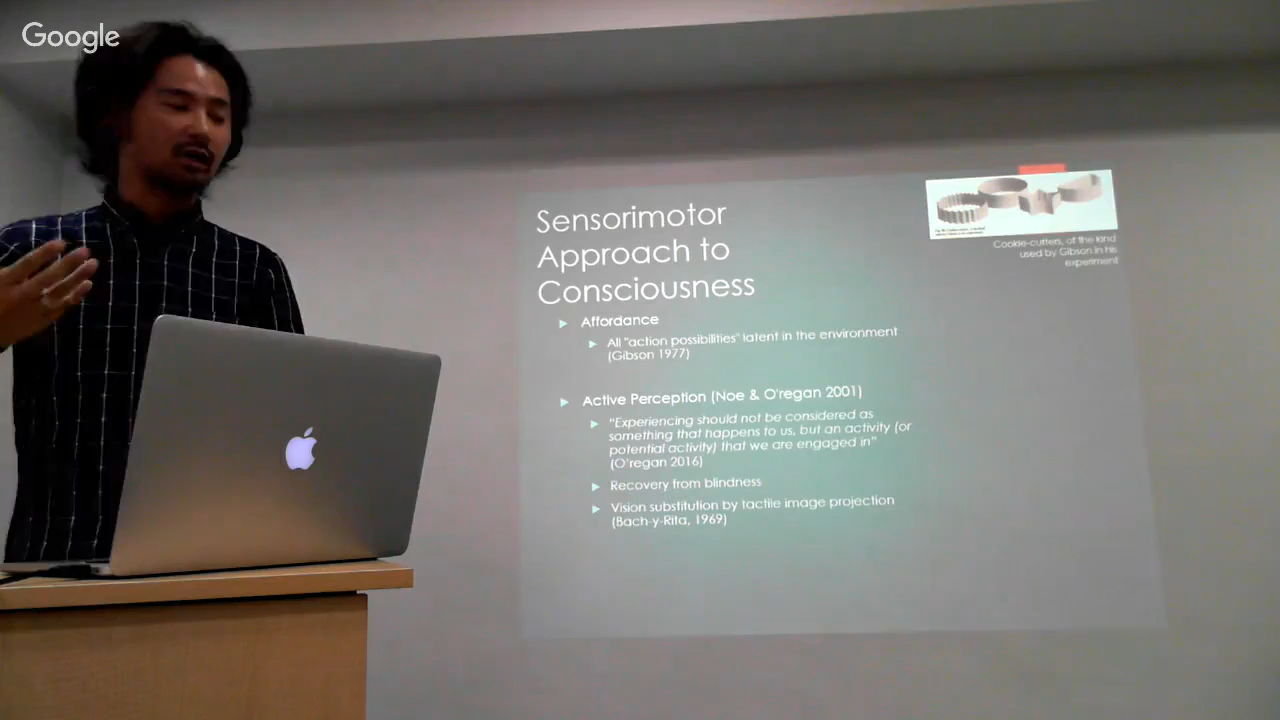 Google
Sensorimotor
Approach to
Consciousness
Affordance
All "action possibilities" latent in the environment
(Gibson 1977)
Active Perception (Noe & O'regan 2001)
"Experiencing should not be considered as
something that happens to us, but an activity (or
potential activity) that we are engaged in"
(O'regan 2016)
Recovery from blindness
Vision substitution by tactile image projection
(Bach-y-Rita, 1969)
Cookie-cutters, of the kind
used by Gibson in his
experiment